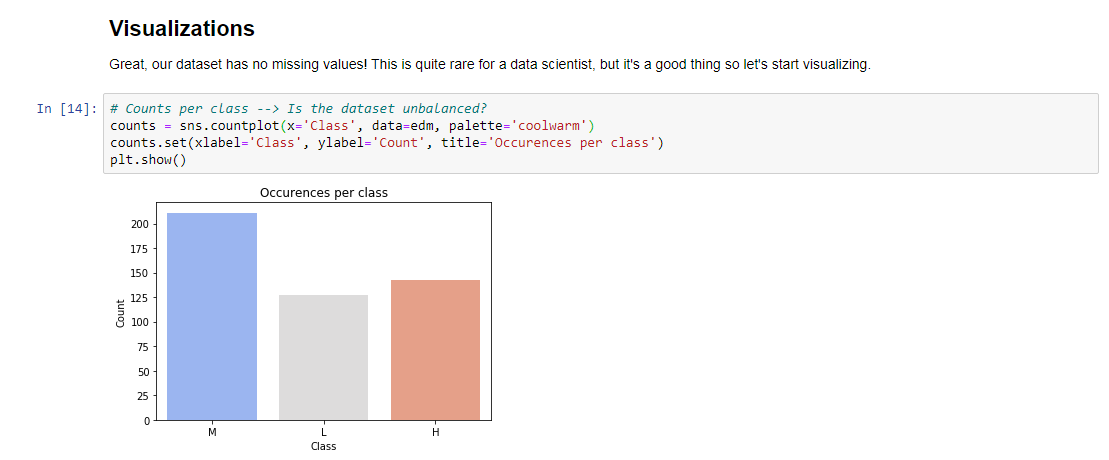 Visualizations
Great, our dataset has no missing values! This is quite rare for a data scientist, but it's a good thing so let's start visualizing.
In [14]:
# Counts per class --> Is the dataset unbalanced?
counts = sns.countplot(x='Class', data=edm, palette='coolwarm')
counts.set(xlabel='Class', ylabel='Count', title='Occurences per class')
plt.show()
Occurences per class
200
175
150
125
100
75
50
25
0
Count
M L H
Class